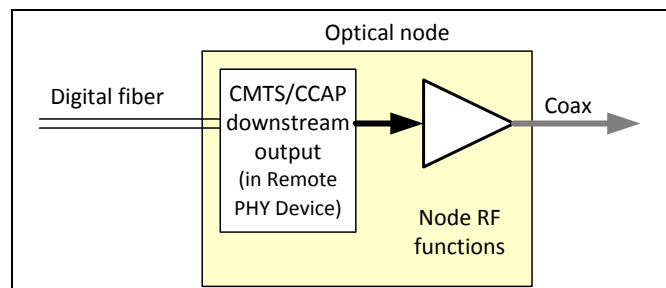 Optical node
Digital fiber
CMTS/CCAP
downstream
output
(in Remote
PHY Device)
Coax
Node RF
functions